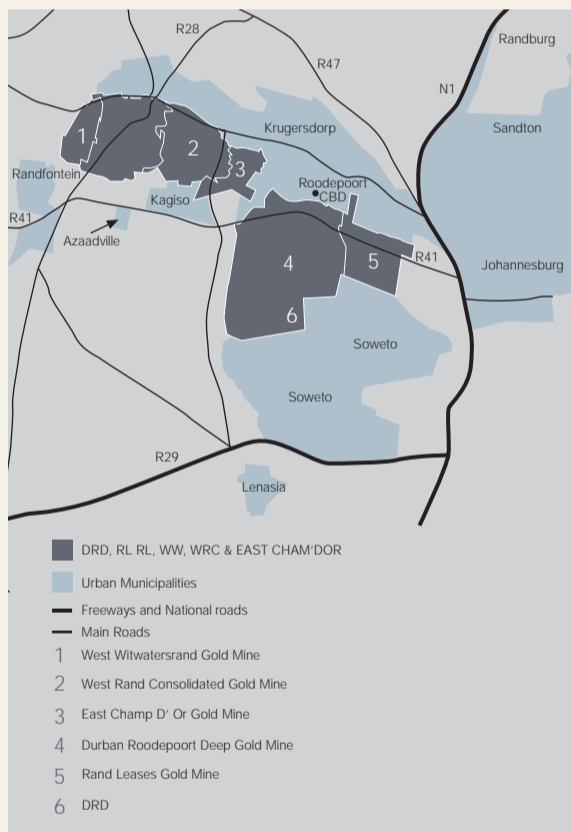 Randburg
R28
R47
N1
Sandton
Krugersdorp
1
2
3
Randfontein
Roodepoort
CBD
Kagiso
R41
Azaadville
R41
4
5
Johannesburg
6
Soweto
Soweto
R29
Lenasia
DRD, RL RL, WW, WRC & EAST CHAM'DOR
Urban Municipalities
Freeways and National roads
Main Roads
1 West Witwatersrand Gold Mine
2 West Rand Consolidated Gold Mine
3 East Champ D' Or Gold Mine
4 Durban Roodepoort Deep Gold Mine
5 Rand Leases Gold Mine
6 DRD